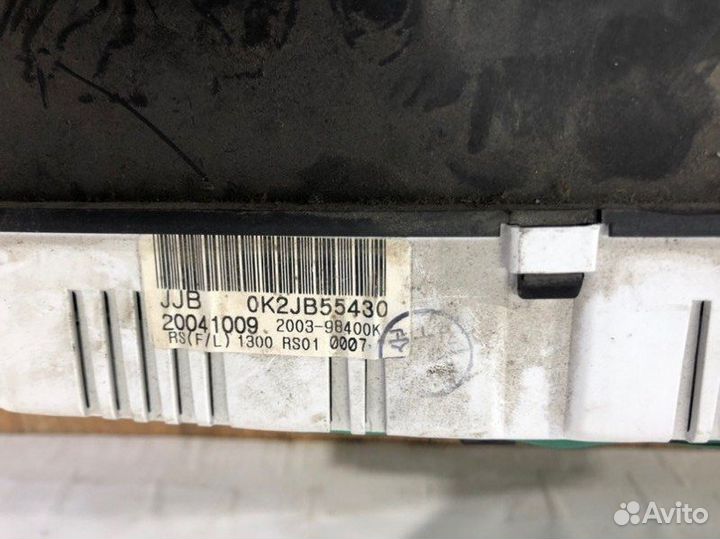 JJB 0K2JB55430
20041009 2003-98400K
RS(F/L) 1300 RS01 0007
Avito